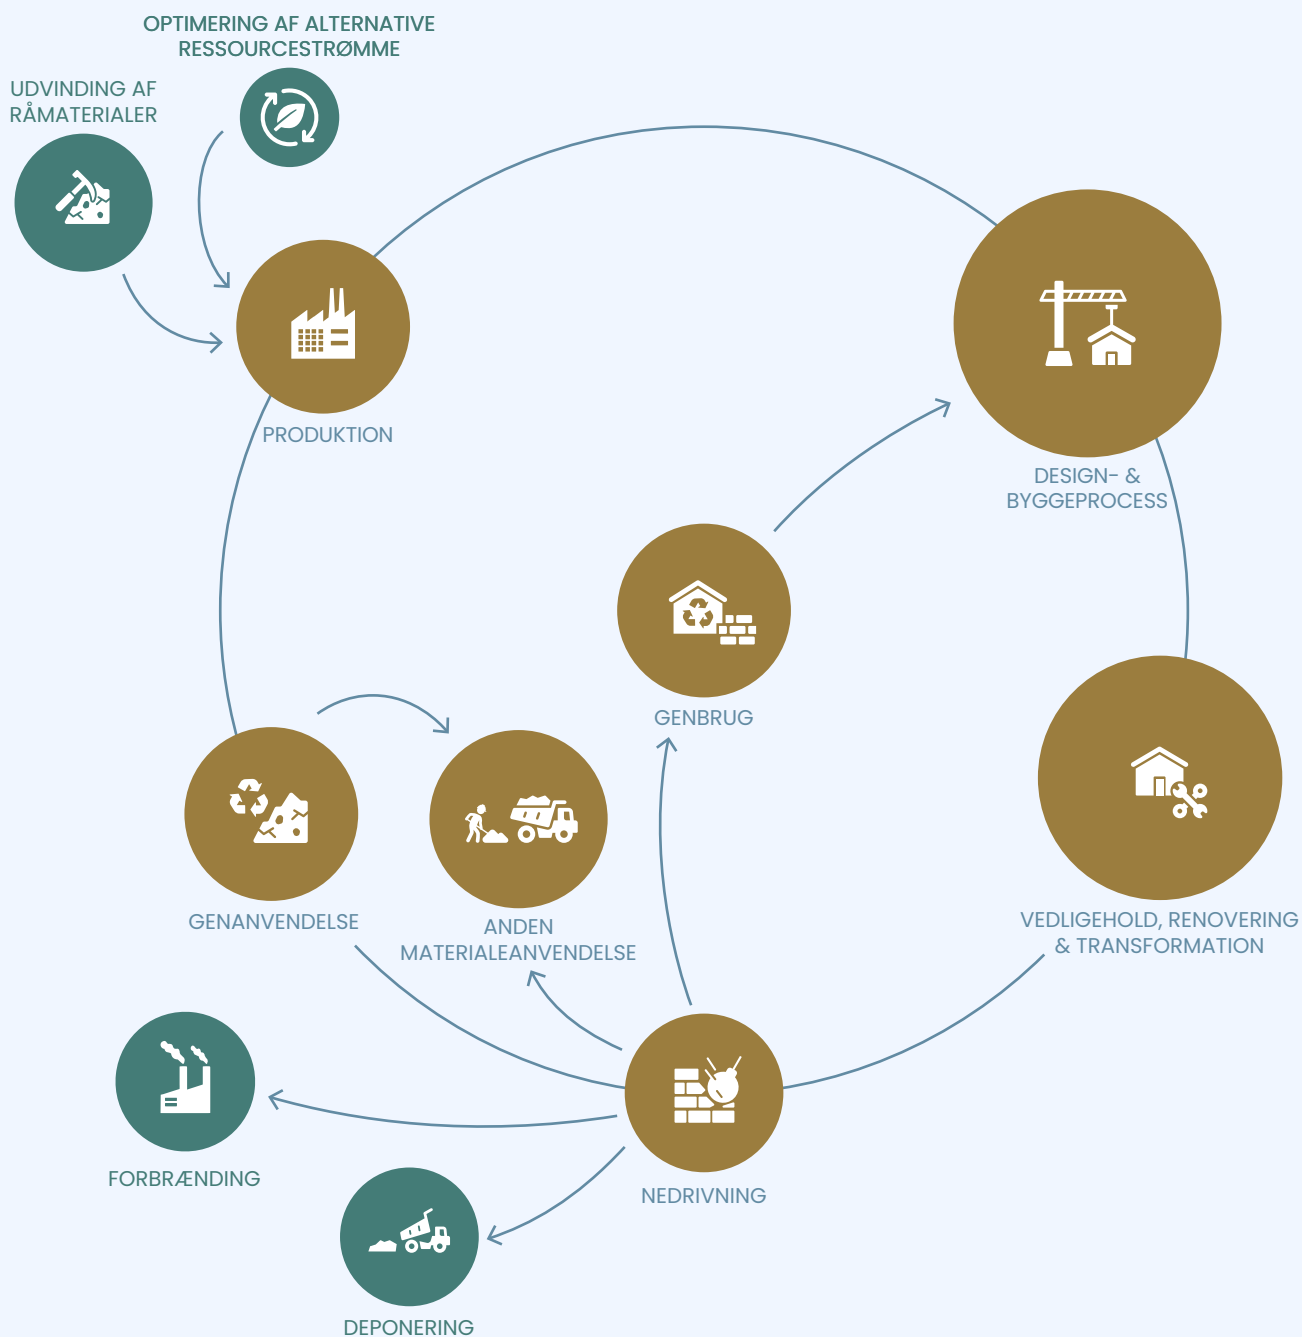 OPTIMERING AF ALTERNATIVE
RESSOURCESTRØMME
UDVINDING AF
RÅMATERIALER
PRODUKTION
DESIGN- &
BYGGEPROCESS
GENBRUG
GENANVENDELSE
ANDEN
MATERIALEANVENDELSE
VEDLIGEHOLD, RENOVERING
& TRANSFORMATION
FORBRÆNDING
NEDRIVNING
DEPONERING